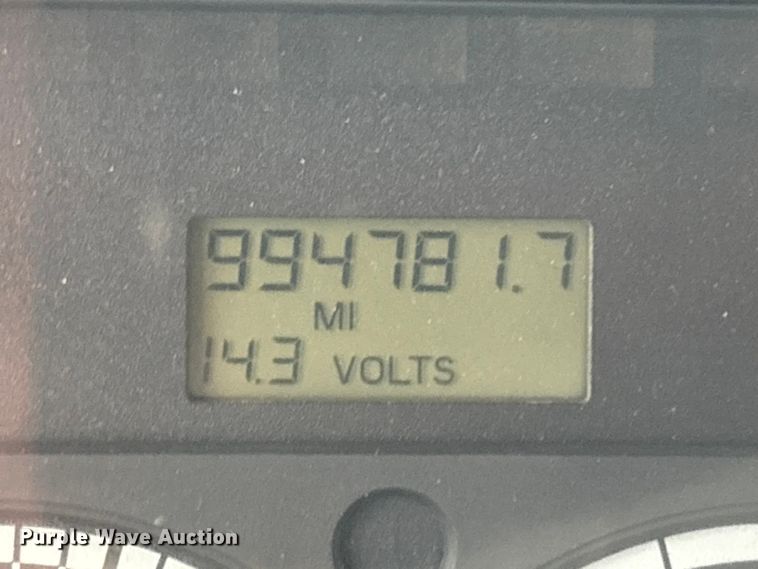 994781.7
MI
14.3 VOLTS
Purple Wave Auction